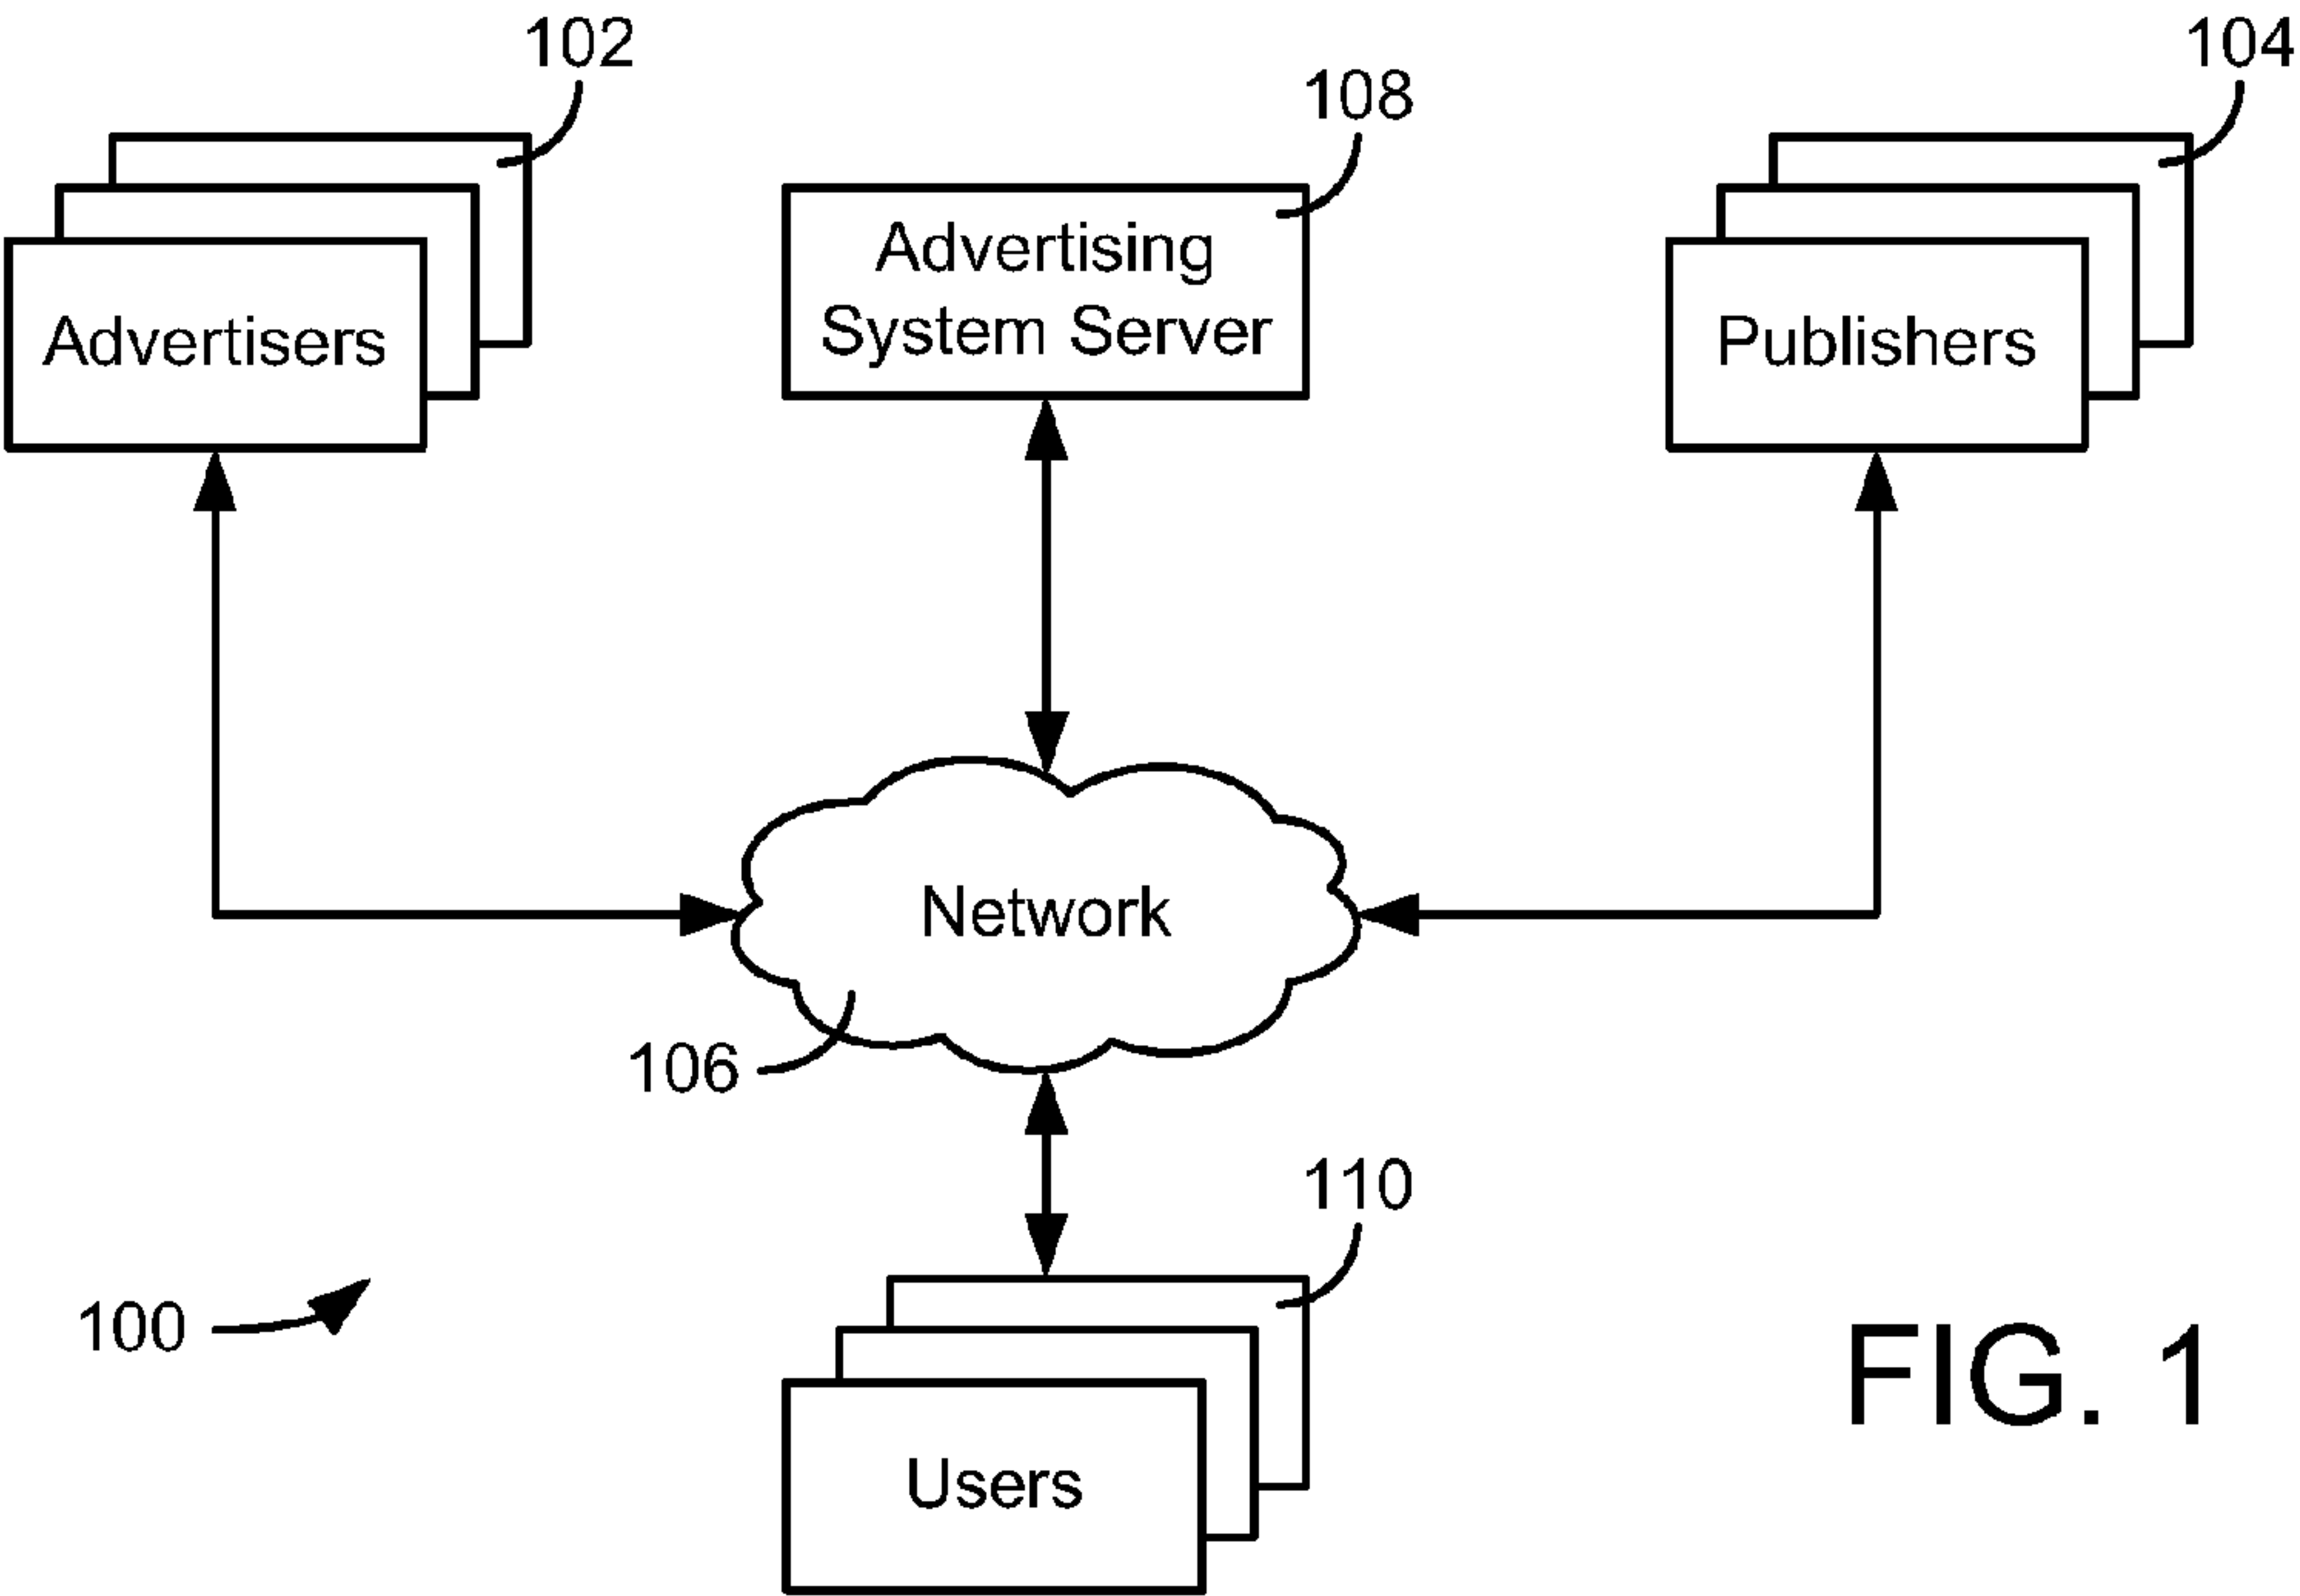 102
104
108
Advertising
System Server
Advertisers
Publishers
Network
106
110
100
FIG. 1
Users